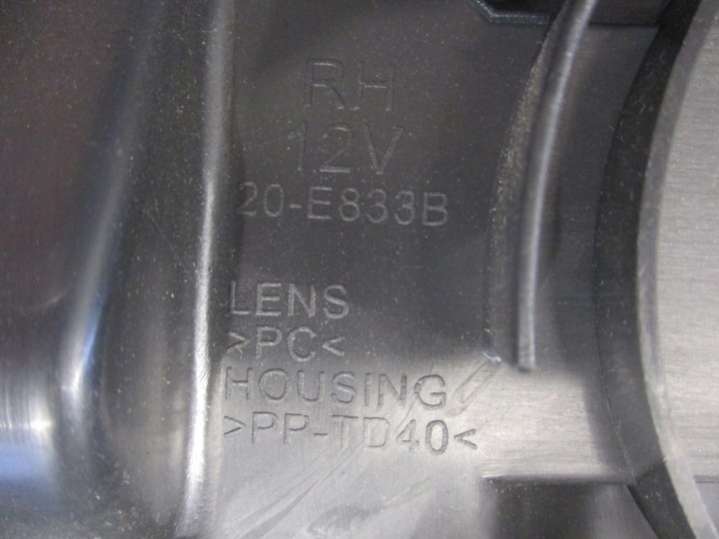 RH
12V
20-E833B
LENS
>PC<
HOUSING
>PP-TD40<